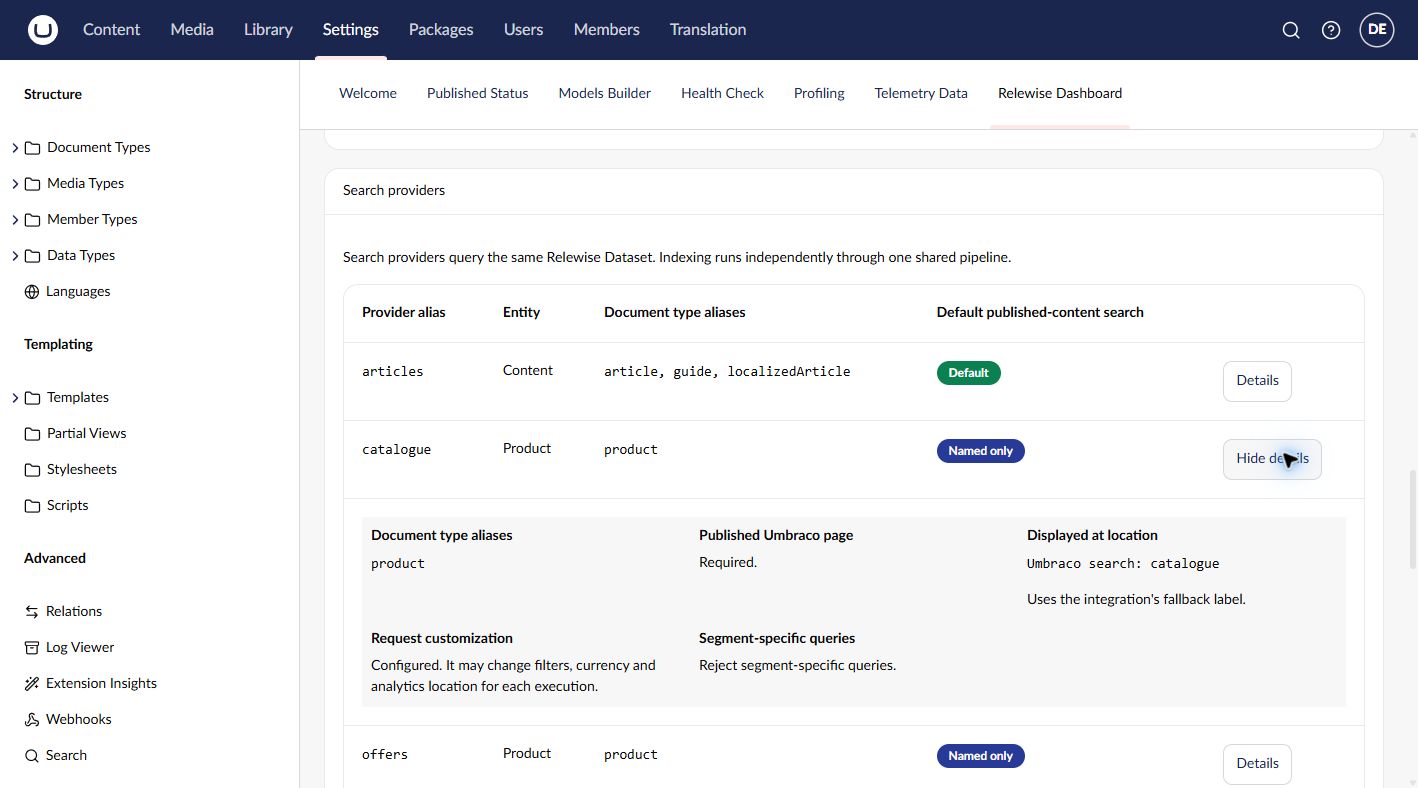 Content Media Library Settings Packages Users Members Translation DE
Structure
Document Types
Media Types
Member Types
Data Types
Languages
Templating
Templates
Partial Views
Stylesheets
Scripts
Advanced
Relations
Log Viewer
Extension Insights
Webhooks
Search
Welcome Published Status Models Builder Health Check Profiling Telemetry Data Relewise Dashboard
Search providers
Search providers query the same Relewise Dataset. Indexing runs independently through one shared pipeline.
Provider alias Entity Document type aliases Default published-content search
articles Content article, guide, localizedArticle Default Details
catalogue Product product Named only Hide details
Document type aliases
product
Published Umbraco page
Required.
Displayed at location
Umbraco search: catalogue
Uses the integration's fallback label.
Request customization
Configured. It may change filters, currency and
analytics location for each execution.
Segment-specific queries
Reject segment-specific queries.
offers Product product Named only Details